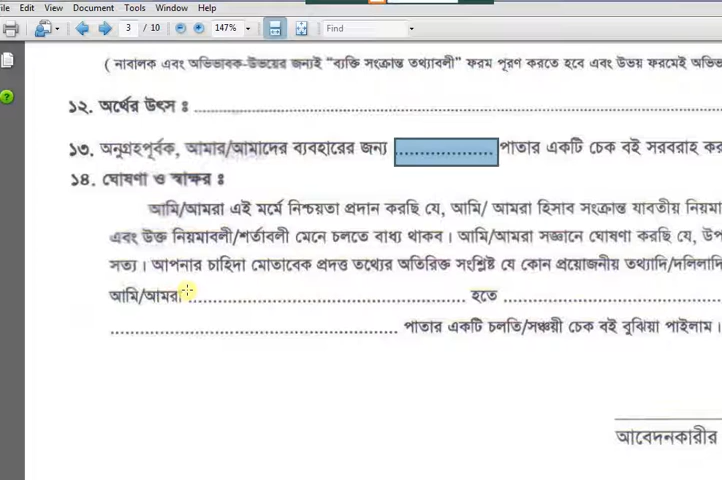 ile Edit View Document Tools Window Help
3 / 10 147% Find
( নাবালক এবং অভিভাবক-উভয়ের জন্যই “ব্যক্তি সংক্রান্ত তথ্যাবলী” ফরম পূরণ করতে হবে এবং উভয় ফরমেই অভিভ
১২. অর্থের উৎস : ........................................................
১৩. অনুগ্রহপূর্বক, আমার/আমাদের ব্যবহারের জন্য .................... পাতার একটি চেক বই সরবরাহ কর
১৪. ঘোষণা ও স্বাক্ষর :
আমি/আমরা এই মর্মে নিশ্চয়তা প্রদান করছি যে, আমি/ আমরা হিসাব সংক্রান্ত যাবতীয় নিয়মা
এবং উক্ত নিয়মাবলী/শর্তাবলী মেনে চলতে বাধ্য থাকব। আমি/আমরা সজ্ঞানে ঘোষণা করছি যে, উপ
সত্য। আপনার চাহিদা মোতাবেক প্রদত্ত তথ্যের অতিরিক্ত সংশ্লিষ্ট যে কোন প্রয়োজনীয় তথ্যাদি/দলিলাদি
আমি/আমরা ........................................ হতে ........................................
........................................ পাতার একটি চলতি/সঞ্চয়ী চেক বই বুঝিয়া পাইলাম।
আবেদনকারীর